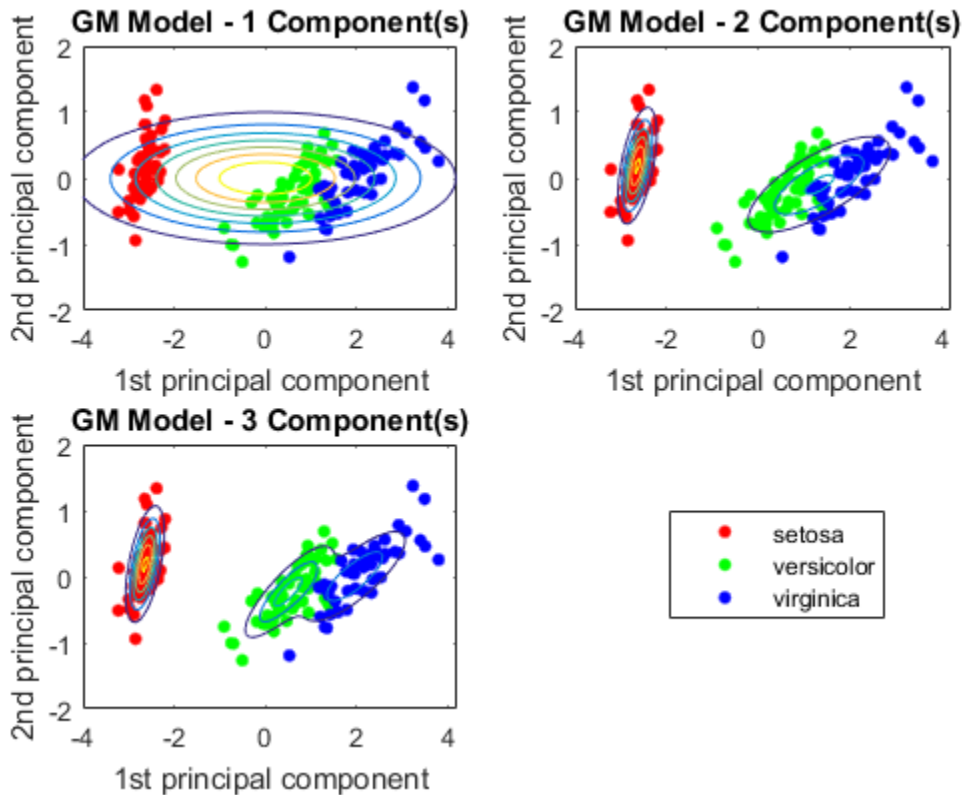 GM Model - 1 Component(s)
2nd principal component
2
1
0
-1
-2
-4
-2
0
2
4
1st principal component
GM Model - 2 Component(s)
2nd principal component
2
1
0
-1
-2
-4
-2
0
2
4
1st principal component
GM Model - 3 Component(s)
2nd principal component
2
1
0
-1
-2
-4
-2
0
2
4
1st principal component
setosa
versicolor
virginica